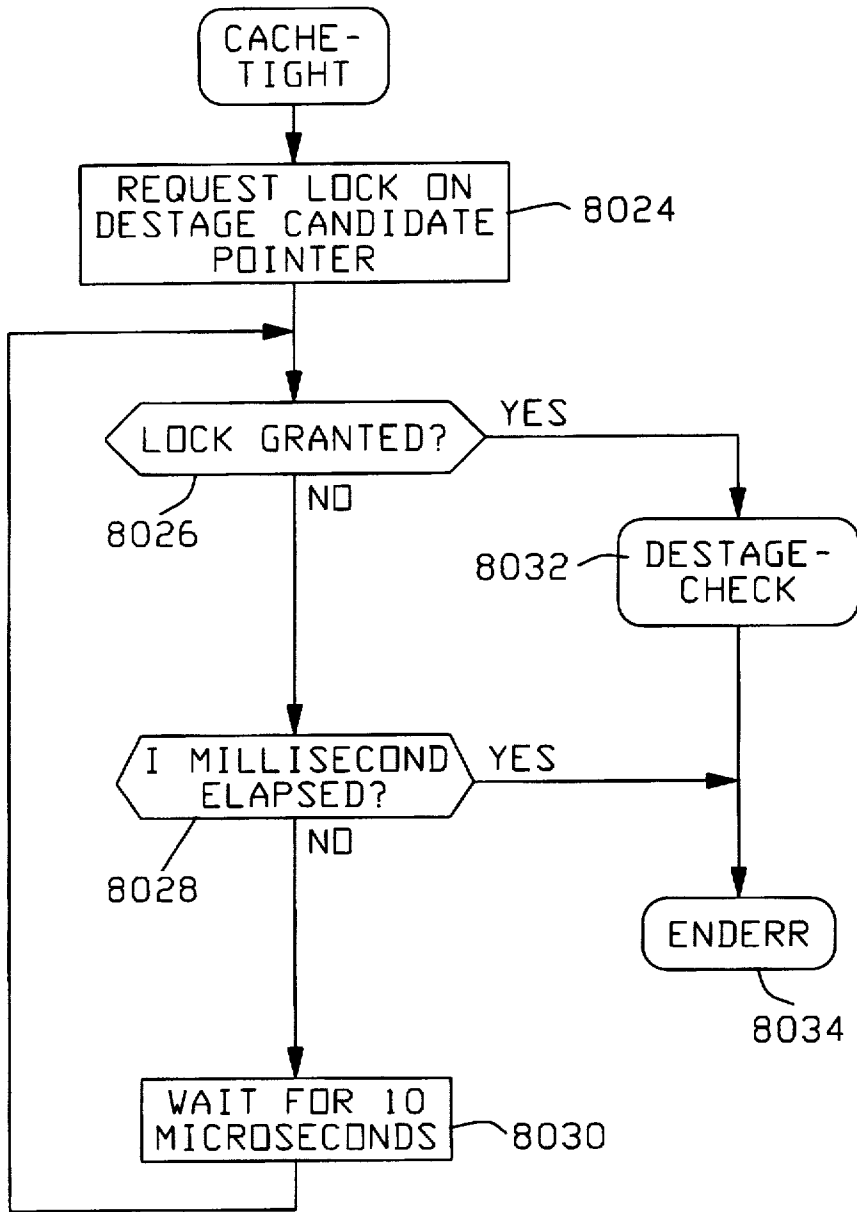 CACHE-
TIGHT
REQUEST LOCK ON
DESTAGE CANDIDATE
POINTER
8024
LOCK GRANTED?
YES
NO
8026
8032
DESTAGE-
CHECK
I MILLISECOND
ELAPSED?
YES
NO
8028
ENDERR
8034
WAIT FOR 10
MICROSECONDS
8030